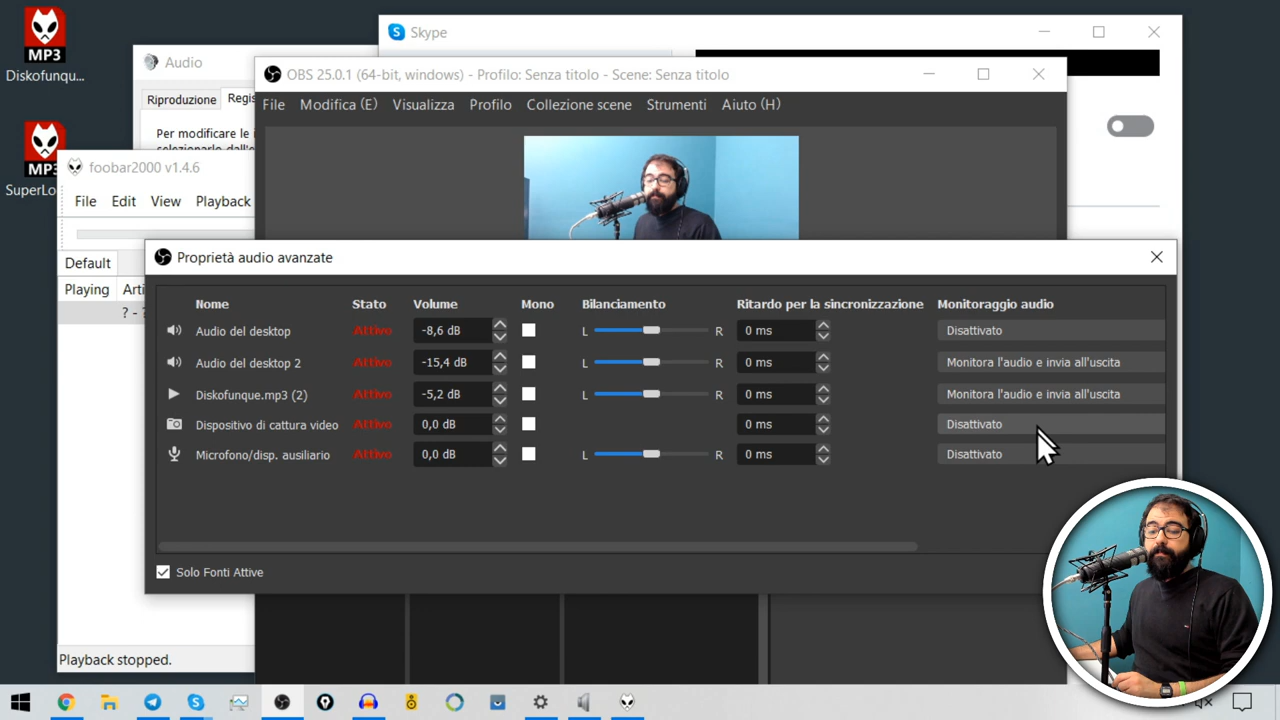 MP3
Diskofunqu...
MP3
SuperLo
Skype
Audio
Riproduzione
Regis
Per modificare le i
selezionarlo dall'e
OBS 25.0.1 (64-bit, windows) - Profilo: Senza titolo - Scene: Senza titolo
File Modifica (E) Visualizza Profilo Collezione scene Strumenti Aiuto (H)
foobar2000 v1.4.6
File Edit View Playback
Default
Playing Arti
? - ?
Playback stopped.
Proprietà audio avanzate
Nome Stato Volume Mono Bilanciamento Ritardo per la sincronizzazione Monitoraggio audio
Audio del desktop Attivo -8,6 dB L R 0 ms Disattivato
Audio del desktop 2 Attivo -15,4 dB L R 0 ms Monitora l'audio e invia all'uscita
Diskofunque.mp3 (2) Attivo -5,2 dB L R 0 ms Monitora l'audio e invia all'uscita
Dispositivo di cattura video Attivo 0,0 dB 0 ms Disattivato
Microfono/disp. ausiliario Attivo 0,0 dB L R 0 ms Disattivato
Solo Fonti Attive